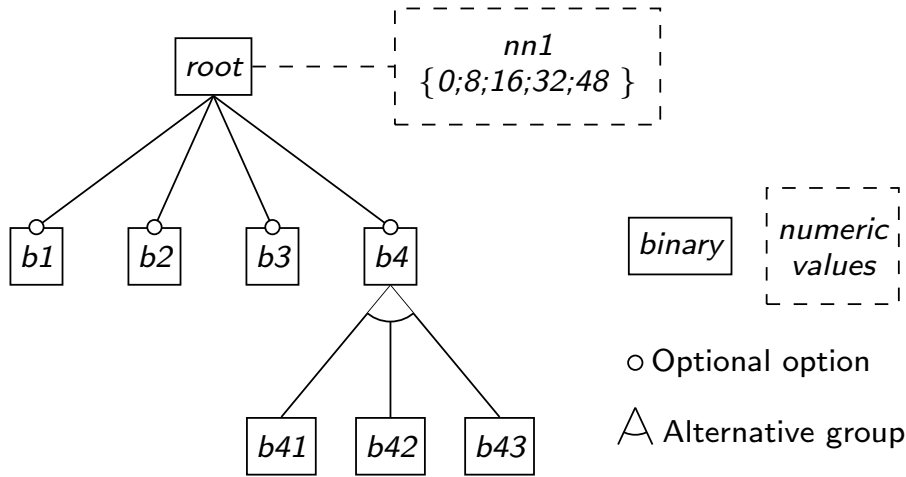 root
nn1
{0;8;16;32;48 }
b1
b2
b3
b4
binary
numeric
values
b41
b42
b43
Optional option
Alternative group